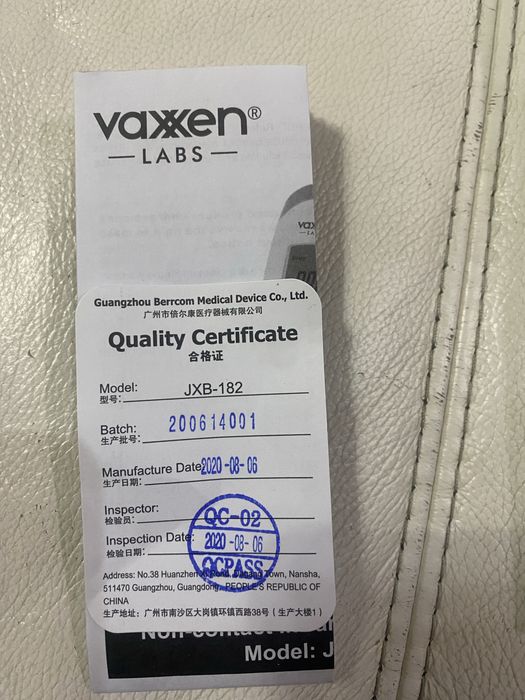 vaxxen®
LABS
Guangzhou Berrcom Medical Device Co., Ltd.
广州市倍尔康医疗器械有限公司
Quality Certificate
合格证
Model: JXB-182
型号:
Batch: 200614001
生产批号:
Manufacture Date: 2020-08-06
生产日期:
Inspector: QC-02
检验员:
Inspection Date: 2020-08-06
检验日期:
QCPASS
Address: No.38 Huanzhen Xi Road, Dagang Town, Nansha,
511470 Guangzhou, Guangdong, PEOPLE'S REPUBLIC OF
CHINA
生产地址: 广州市南沙区大岗镇环镇西路38号（生产大楼1）
Non-contact
Model: J